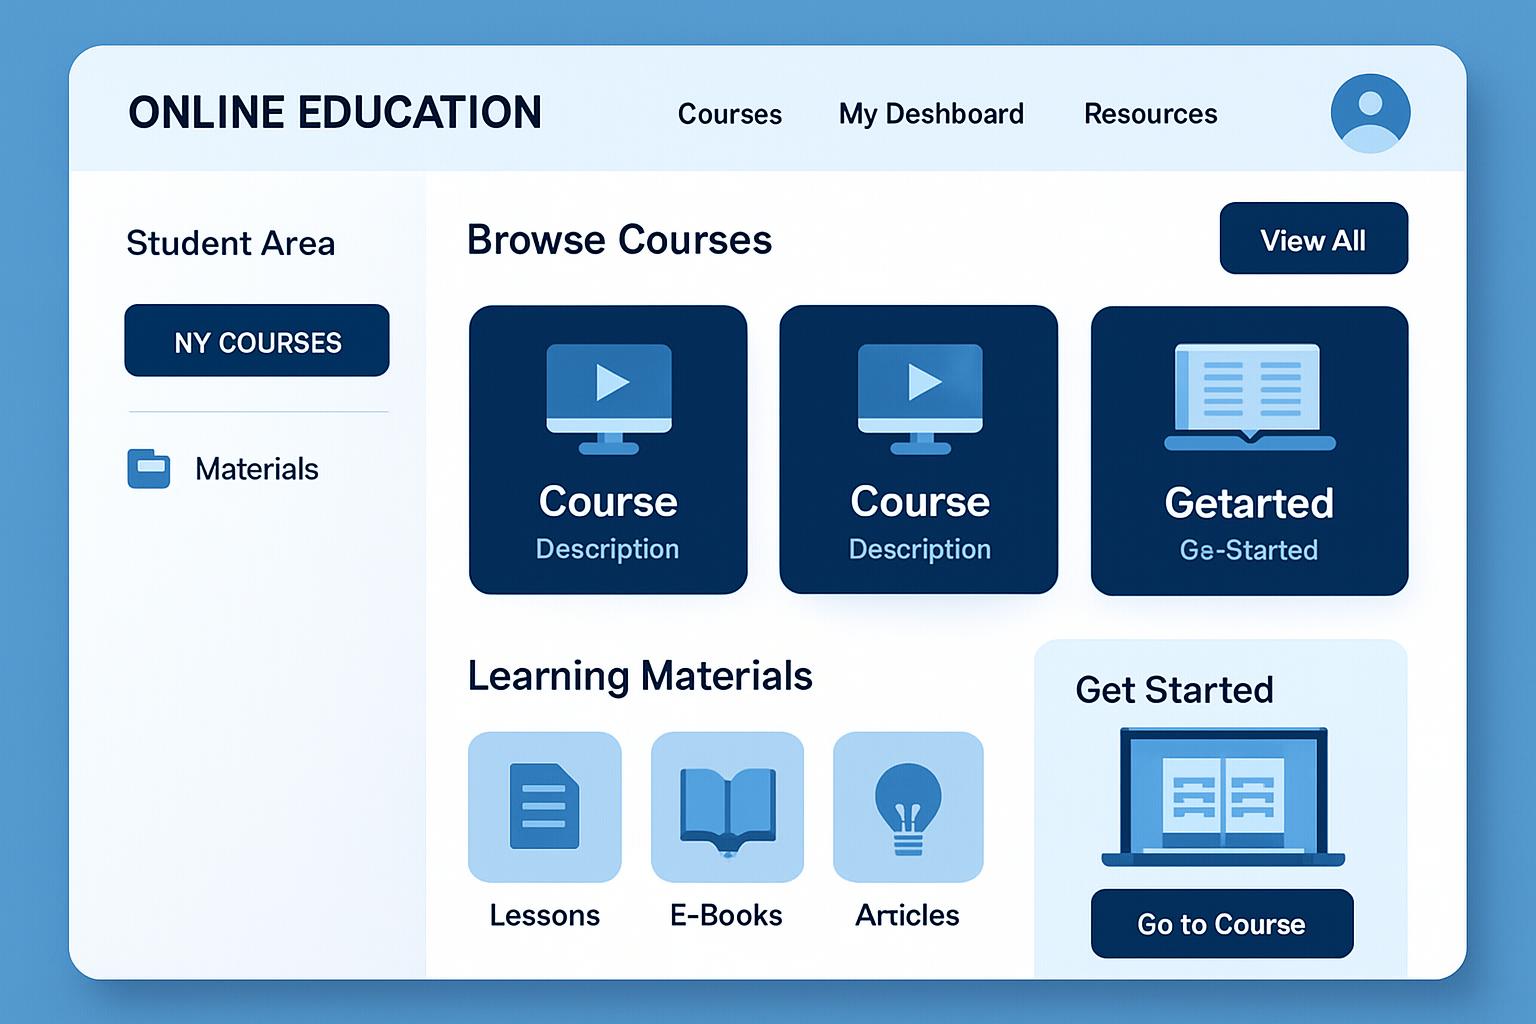 ONLINE EDUCATION
Courses
My Deshboard
Resources
Student Area
NY COURSES
Materials
Browse Courses
View All
Course
Description
Course
Description
Getarted
Ge-Started
Learning Materials
Lessons
E-Books
Articles
Get Started
Go to Course